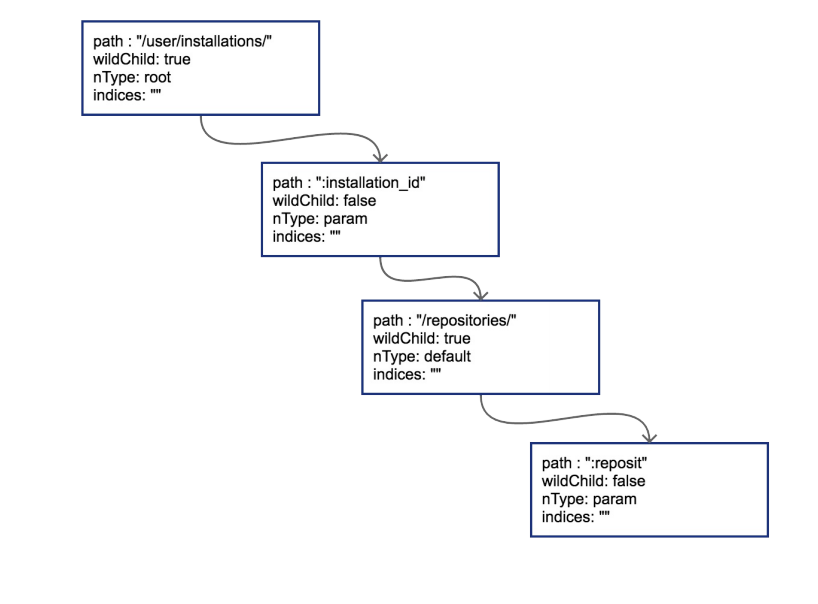 path : "/user/installations/"
wildChild: true
nType: root
indices: ""
path : ":installation_id"
wildChild: false
nType: param
indices: ""
path : "/repositories/"
wildChild: true
nType: default
indices: ""
path : ":reposit"
wildChild: false
nType: param
indices: ""